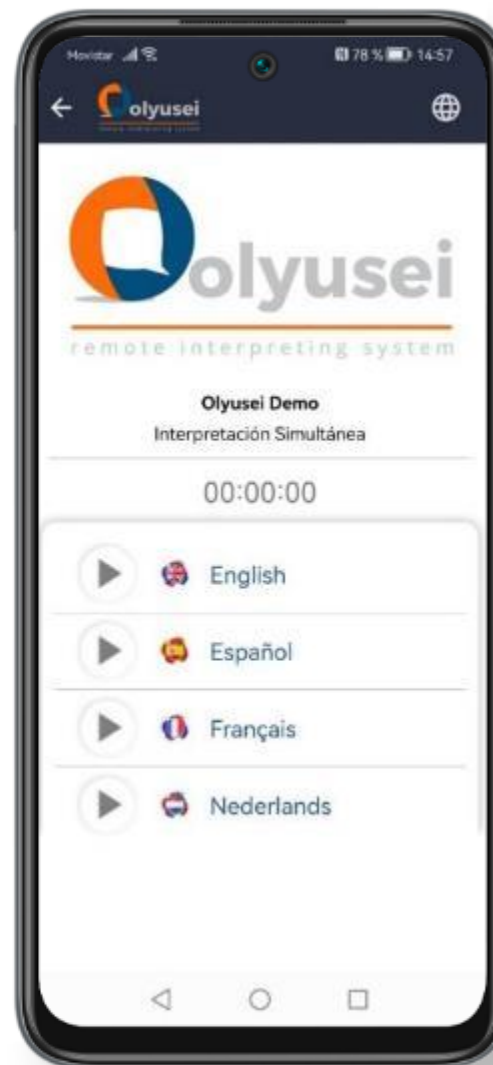 Movistar 78 % 14:57
olyusei
olyusei
remote interpreting system
Olyusei Demo
Interpretación Simultánea
00:00:00
English
Español
Français
Nederlands